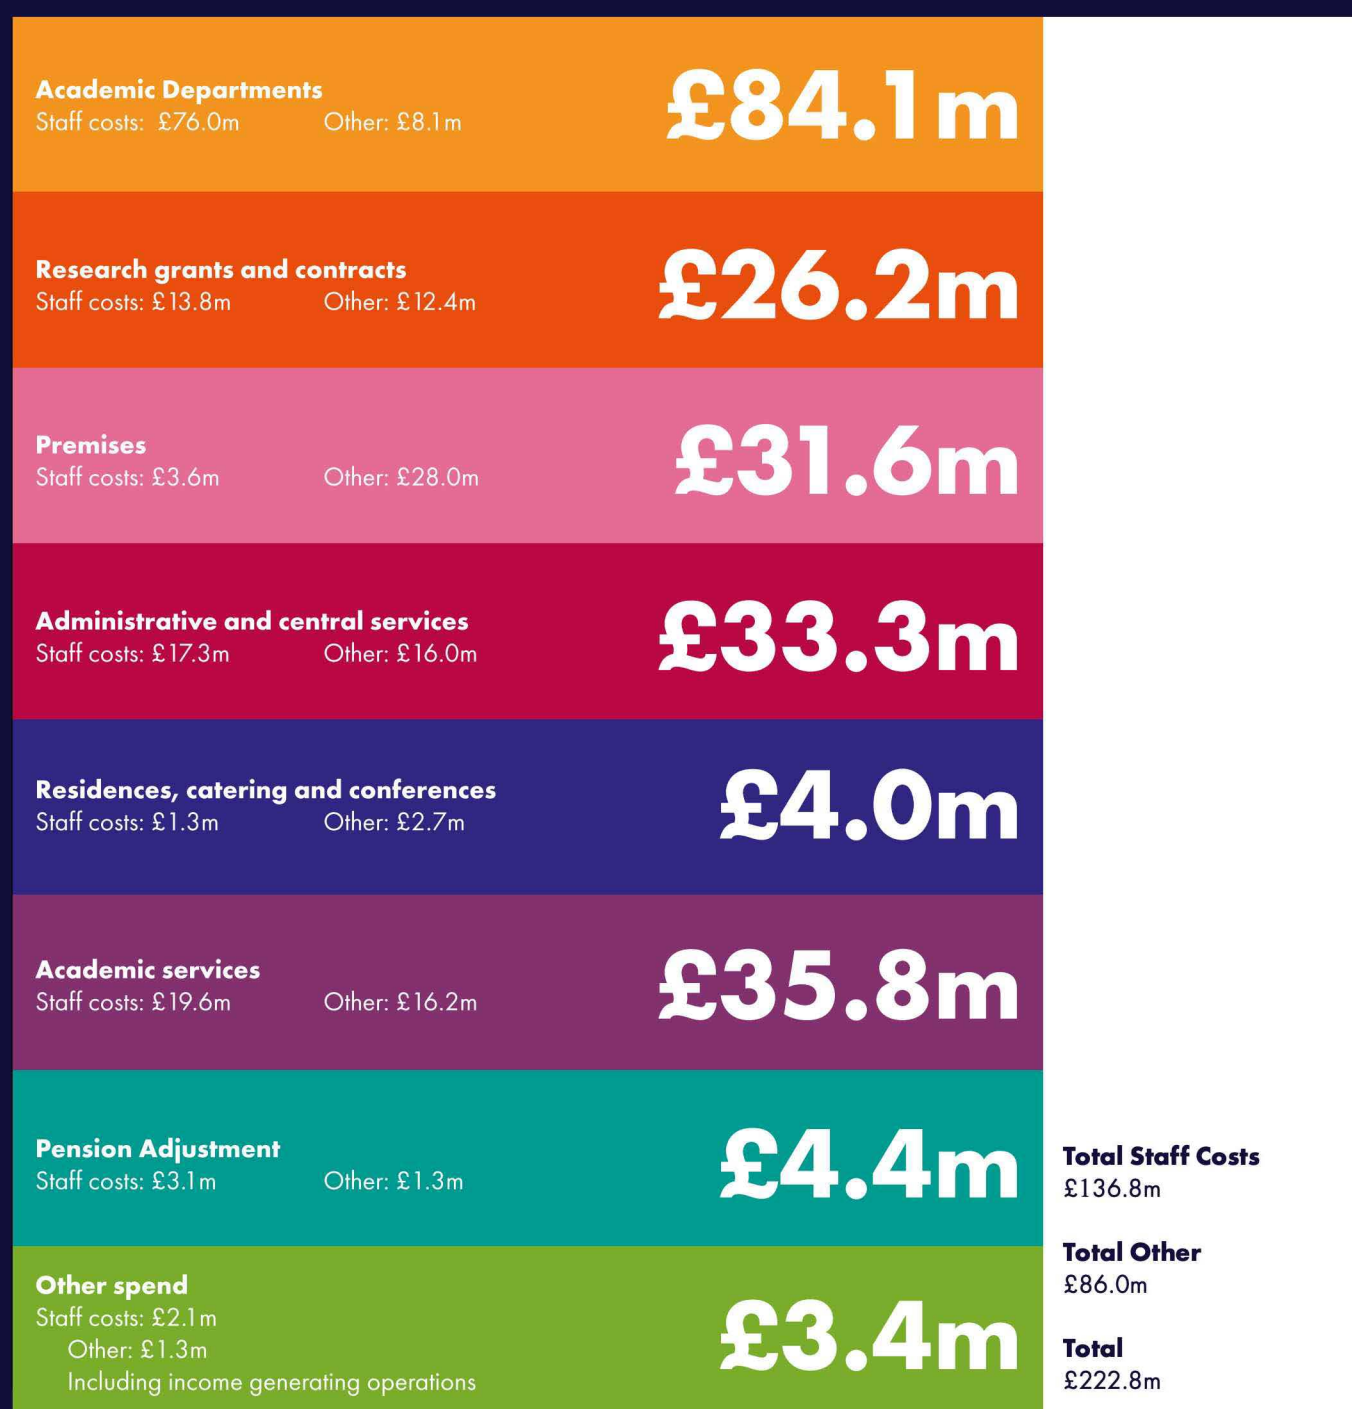 Academic Departments
Staff costs: £76.0m Other: £8.1m
£84.1m
Research grants and contracts
Staff costs: £13.8m Other: £12.4m
£26.2m
Premises
Staff costs: £3.6m Other: £28.0m
£31.6m
Administrative and central services
Staff costs: £17.3m Other: £16.0m
£33.3m
Residences, catering and conferences
Staff costs: £1.3m Other: £2.7m
£4.0m
Academic services
Staff costs: £19.6m Other: £16.2m
£35.8m
Pension Adjustment
Staff costs: £3.1m Other: £1.3m
£4.4m
Other spend
Staff costs: £2.1m
Other: £1.3m
Including income generating operations
£3.4m
Total Staff Costs
£136.8m
Total Other
£86.0m
Total
£222.8m